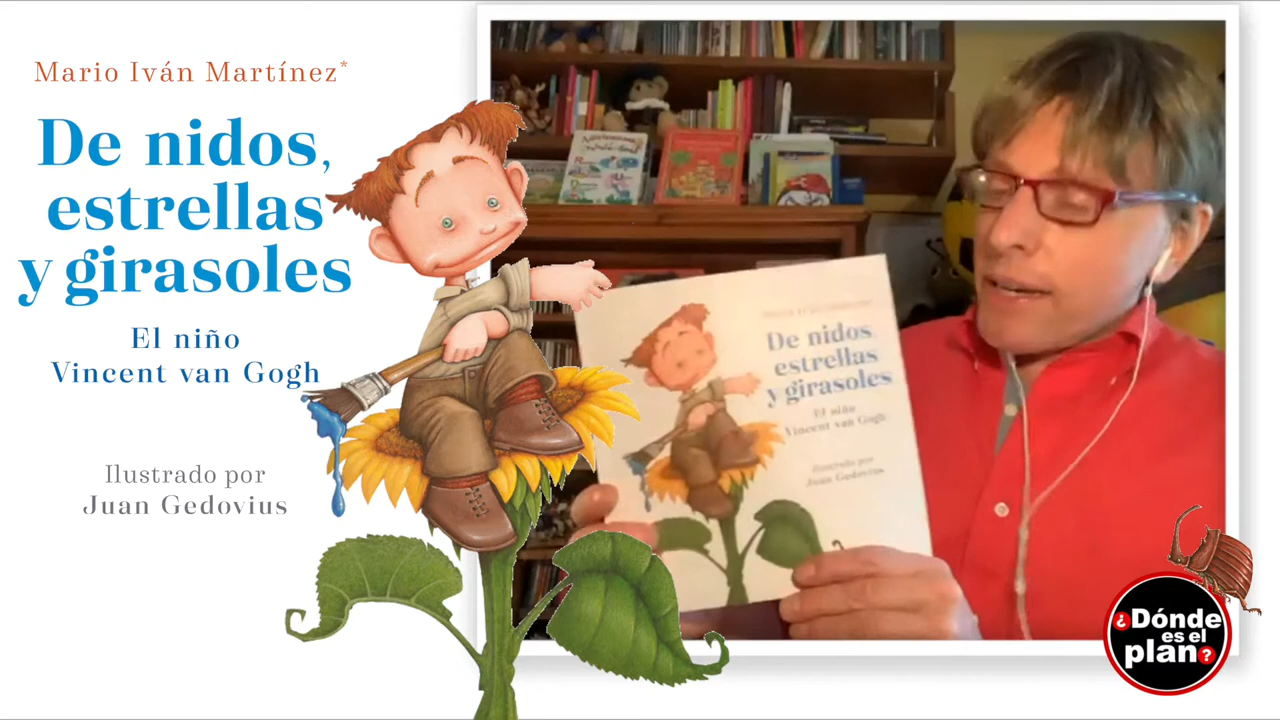 Mario Iván Martínez*
De nidos,
estrellas
y girasoles
El niño
Vincent van Gogh
Ilustrado por
Juan Gedovius
De nidos,
estrellas
y girasoles
El niño
Vincent van Gogh
Ilustrado por
Juan Gedovius
¿Dónde
es el
plan?